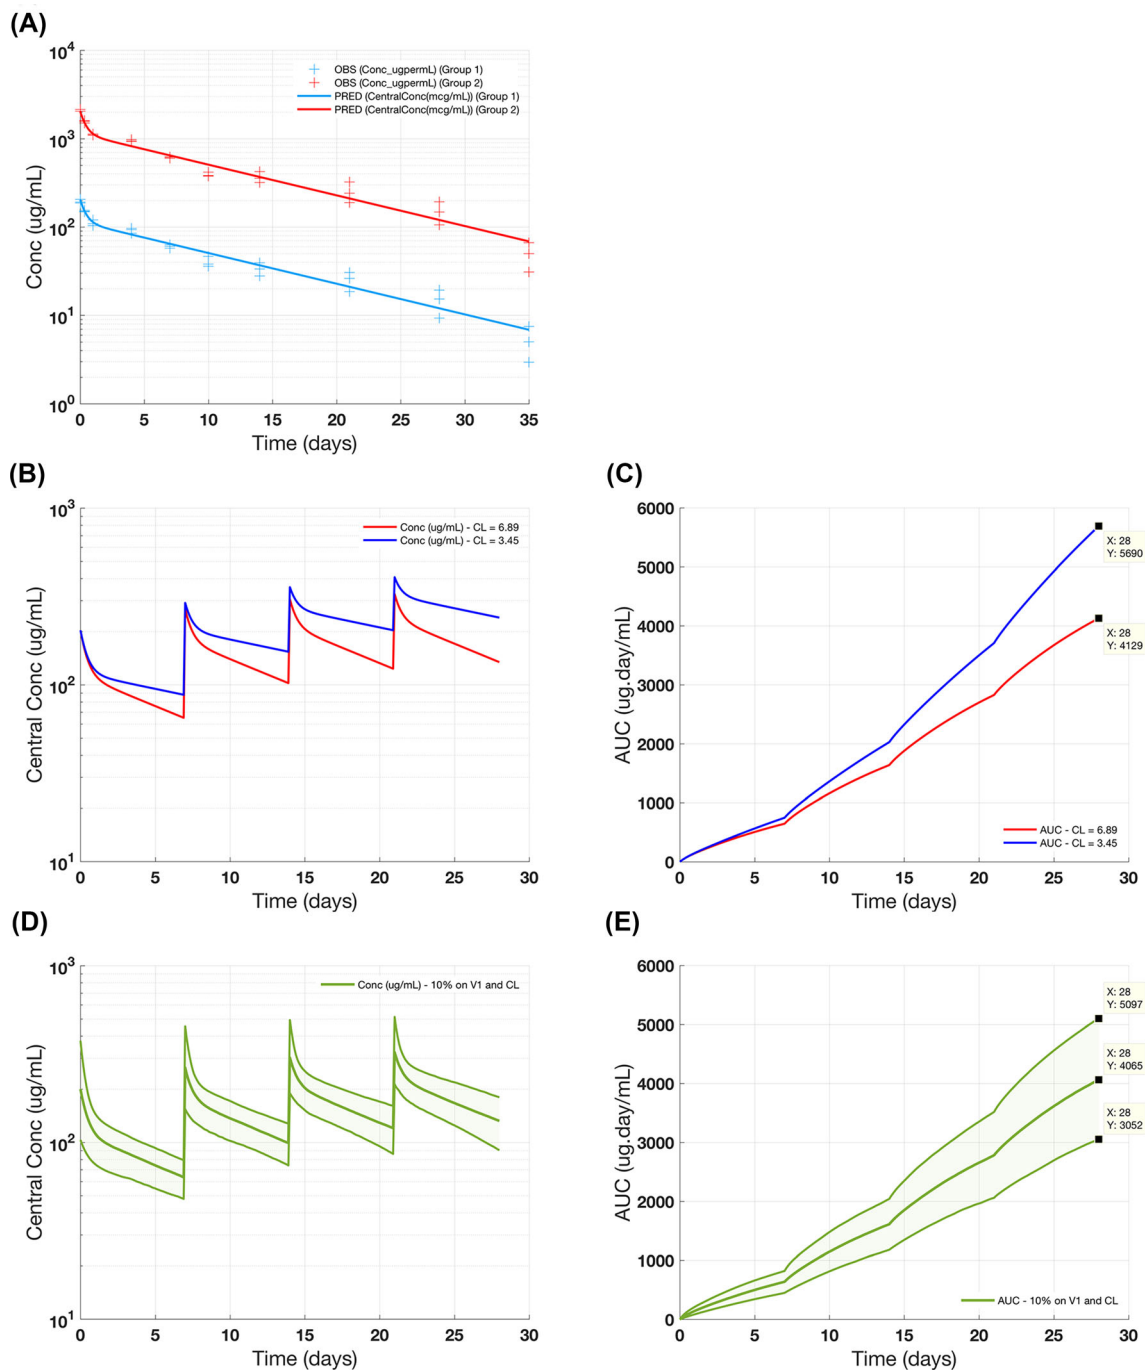 (A)
10^4
10^3
10^2
10^1
10^0
Conc (ug/mL)
OBS (Conc_ugpermL) (Group 1)
OBS (Conc_ugpermL) (Group 2)
PRED (CentralConc(mcg/mL)) (Group 1)
PRED (CentralConc(mcg/mL)) (Group 2)
0 5 10 15 20 25 30 35
Time (days)
(B)
10^3
10^2
10^1
Central Conc (ug/mL)
Conc (ug/mL) - CL = 6.89
Conc (ug/mL) - CL = 3.45
0 5 10 15 20 25 30
Time (days)
(C)
6000
5000
4000
3000
2000
1000
0
AUC (ug.day/mL)
X: 28
Y: 5690
X: 28
Y: 4129
AUC - CL = 6.89
AUC - CL = 3.45
0 5 10 15 20 25 30
Time (days)
(D)
10^3
10^2
10^1
Central Conc (ug/mL)
Conc (ug/mL) - 10% on V1 and CL
0 5 10 15 20 25 30
Time (days)
(E)
6000
5000
4000
3000
2000
1000
0
AUC (ug.day/mL)
X: 28
Y: 5097
X: 28
Y: 4065
X: 28
Y: 3052
AUC - 10% on V1 and CL
0 5 10 15 20 25 30
Time (days)